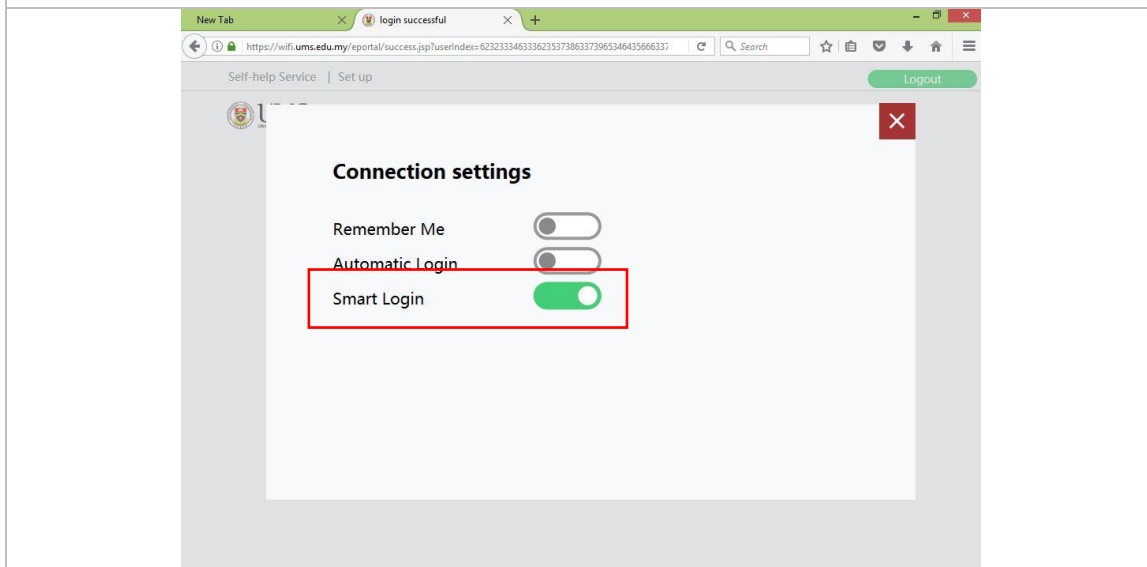 New Tab
login successful
https://wifi.ums.edu.my/eportal/success.jsp?userIndex=
Search
Self-help Service | Set up
Logout
Connection settings
Remember Me
Automatic Login
Smart Login